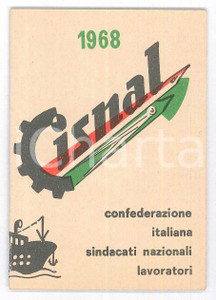 1968
Cisnal
confederazione
italiana
sindacati nazionali
lavoratori